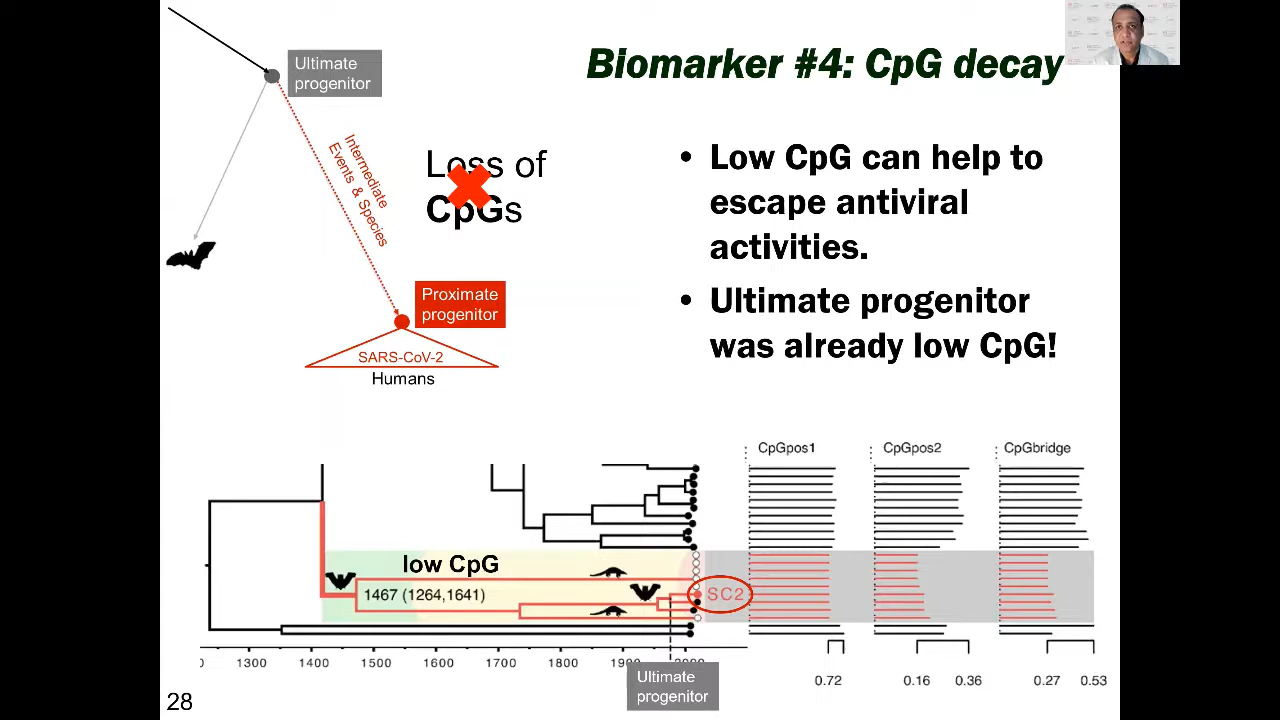 Biomarker #4: CpG decay
Ultimate
progenitor
Intermediate
Events & Species
Loss of
CpGs
Proximate
progenitor
SARS-CoV-2
Humans
• Low CpG can help to
escape antiviral
activities.
• Ultimate progenitor
was already low CpG!
CpGpos1 CpGpos2 CpGbridge
low CpG
1467 (1264,1641)
SC2
1300 1400 1500 1600 1700 1800 1900 2000
0.72 0.16 0.36 0.27 0.53
Ultimate
progenitor
28